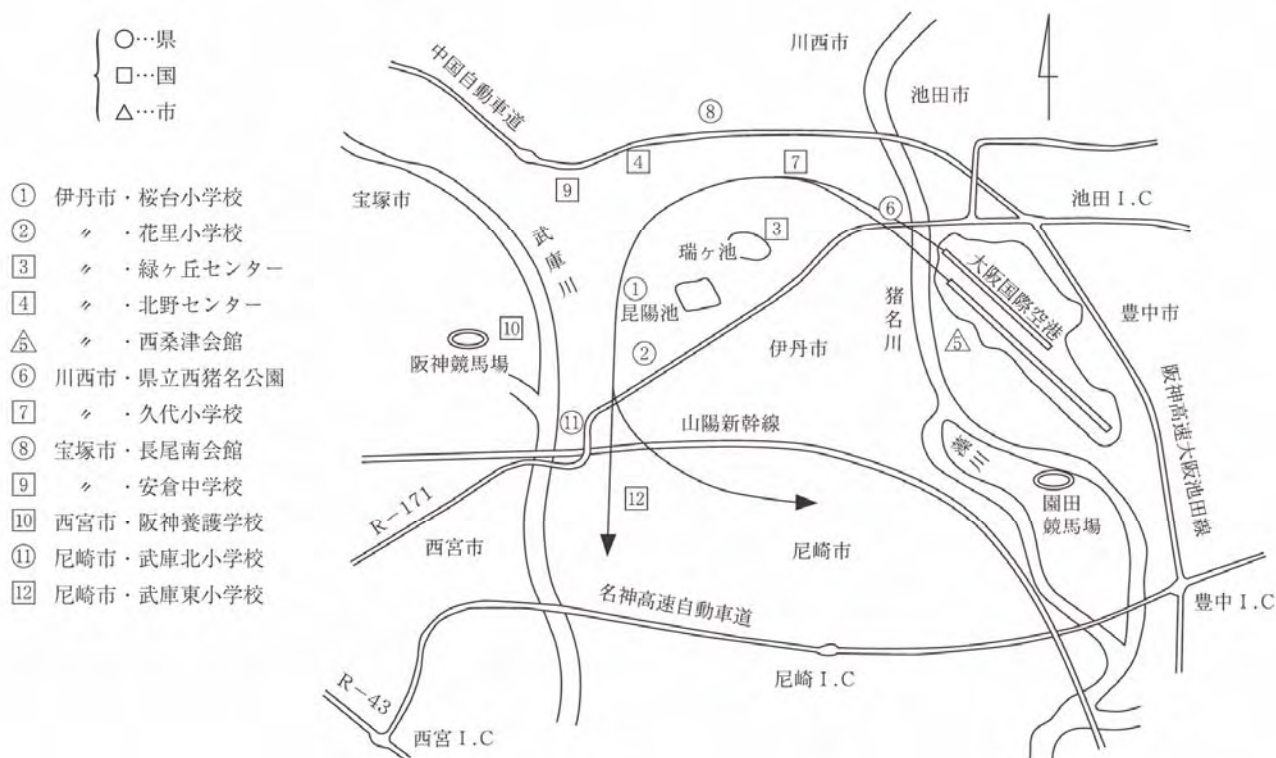 ○…県
□…国
△…市
① 伊丹市・桜台小学校
② 〃 ・花里小学校
3 〃 ・緑ヶ丘センター
4 〃 ・北野センター
5 〃 ・西桑津会館
⑥ 川西市・県立西猪名公園
7 〃 ・久代小学校
⑧ 宝塚市・長尾南会館
9 〃 ・安倉中学校
10 西宮市・阪神養護学校
⑪ 尼崎市・武庫北小学校
12 尼崎市・武庫東小学校
川西市
中国自動車道
池田市
⑧
4
7
9
宝塚市
池田I.C
⑥
武庫川
3
瑞ヶ池
大阪国際空港
①
昆陽池
猪名川
豊中市
10
阪神競馬場
②
伊丹市
5
阪神高速大阪池田線
⑪
山陽新幹線
藻川
R-171
12
園田
競馬場
西宮市
尼崎市
名神高速自動車道
豊中I.C
尼崎I.C
R-43
西宮I.C